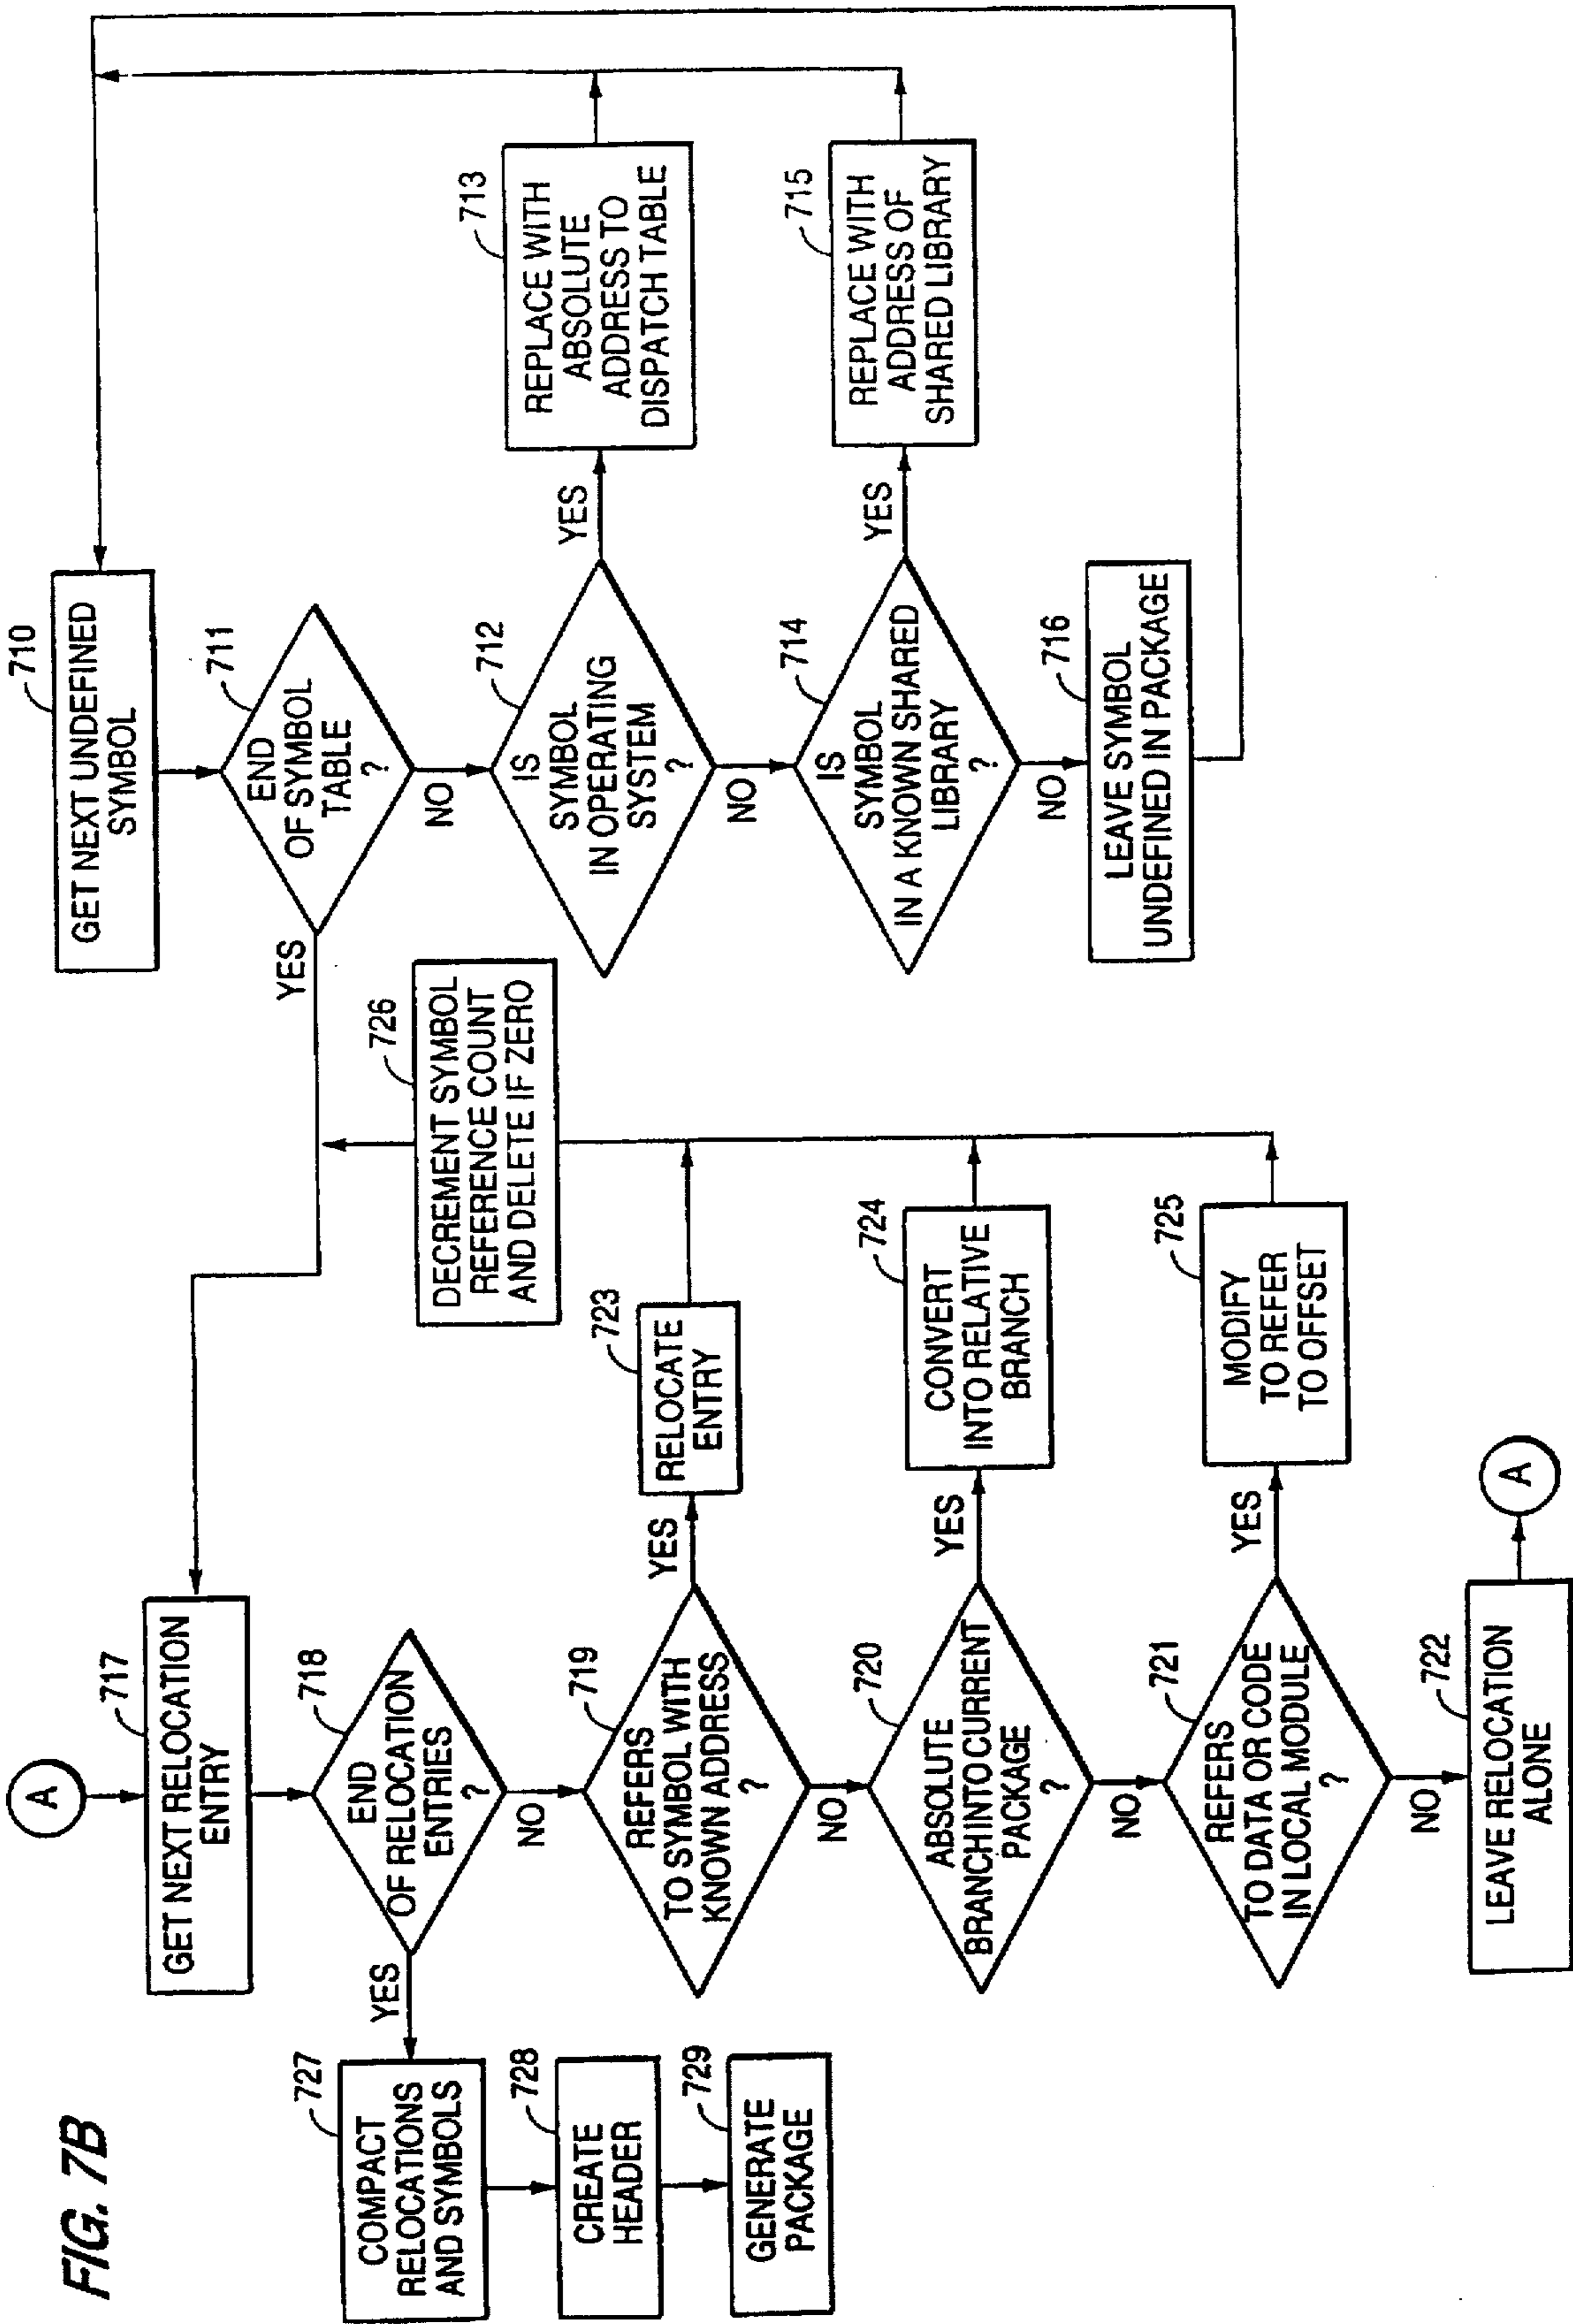 FIG. 7B
710
GET NEXT UNDEFINED
SYMBOL
711
END
OF SYMBOL
TABLE
?
YES
NO
712
IS
SYMBOL
IN OPERATING
SYSTEM
?
YES
NO
713
REPLACE WITH
ABSOLUTE
ADDRESS TO
DISPATCH TABLE
714
IS
SYMBOL
IN A KNOWN SHARED
LIBRARY
?
YES
NO
715
REPLACE WITH
ADDRESS OF
SHARED LIBRARY
716
LEAVE SYMBOL
UNDEFINED IN PACKAGE
A
717
GET NEXT RELOCATION
ENTRY
718
END
OF RELOCATION
ENTRIES
?
YES
NO
719
REFERS
TO SYMBOL WITH
KNOWN ADDRESS
?
YES
NO
723
RELOCATE
ENTRY
720
ABSOLUTE
BRANCH INTO CURRENT
PACKAGE
?
YES
NO
724
CONVERT
INTO RELATIVE
BRANCH
721
REFERS
TO DATA OR CODE
IN LOCAL MODULE
?
YES
NO
725
MODIFY
TO REFER
TO OFFSET
722
LEAVE RELOCATION
ALONE
A
726
DECREMENT SYMBOL
REFERENCE COUNT
AND DELETE IF ZERO
727
COMPACT
RELOCATIONS
AND SYMBOLS
728
CREATE
HEADER
729
GENERATE
PACKAGE